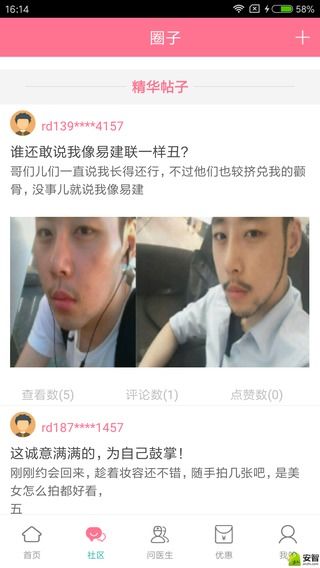 16:14
58%
圈子
精华帖子
rd139****4157
谁还敢说我像易建联一样丑?
哥们儿们一直说我长得还行，不过他们也较挤兑我的颧
骨，没事儿就说我像易建
查看数(5) 评论数(1) 点赞数(0)
rd187****1457
这诚意满满的，为自己鼓掌！
刚刚约会回来，趁着妆容还不错，随手拍几张吧，是美
女怎么拍都好看，
五
首页 社区 问医生 优惠 我的
安智